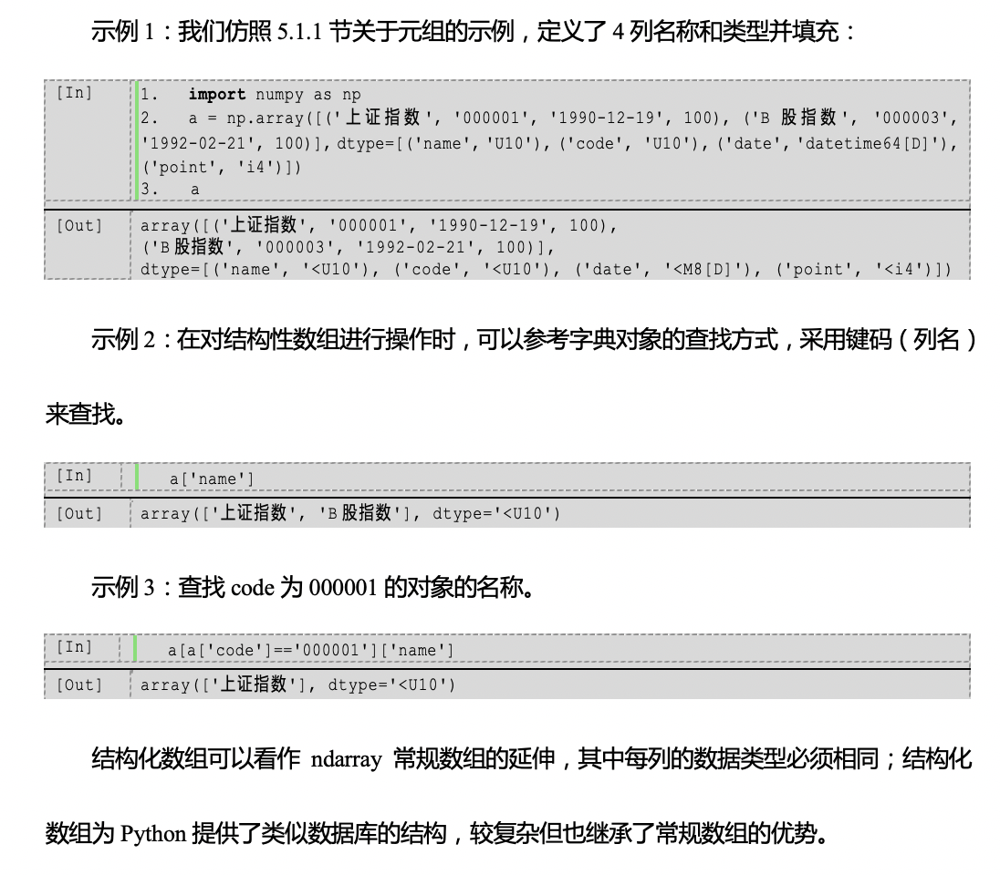 示例 1：我们仿照 5.1.1 节关于元组的示例，定义了 4 列名称和类型并填充：
[In] 1. import numpy as np
2. a = np.array([('上证指数', '000001', '1990-12-19', 100), ('B 股指数', '000003',
'1992-02-21', 100)], dtype=[('name', 'U10'), ('code', 'U10'), ('date', 'datetime64[D]'),
('point', 'i4')])
3. a
[Out] array([('上证指数', '000001', '1990-12-19', 100),
('B 股指数', '000003', '1992-02-21', 100)],
dtype=[('name', '<U10'), ('code', '<U10'), ('date', '<M8[D]'), ('point', '<i4')])
示例 2：在对结构性数组进行操作时，可以参考字典对象的查找方式，采用键码（列名）
来查找。
[In] a['name']
[Out] array(['上证指数', 'B 股指数'], dtype='<U10')
示例 3：查找 code 为 000001 的对象的名称。
[In] a[a['code']=='000001']['name']
[Out] array(['上证指数'], dtype='<U10')
结构化数组可以看作 ndarray 常规数组的延伸，其中每列的数据类型必须相同；结构化
数组为 Python 提供了类似数据库的结构，较复杂但也继承了常规数组的优势。